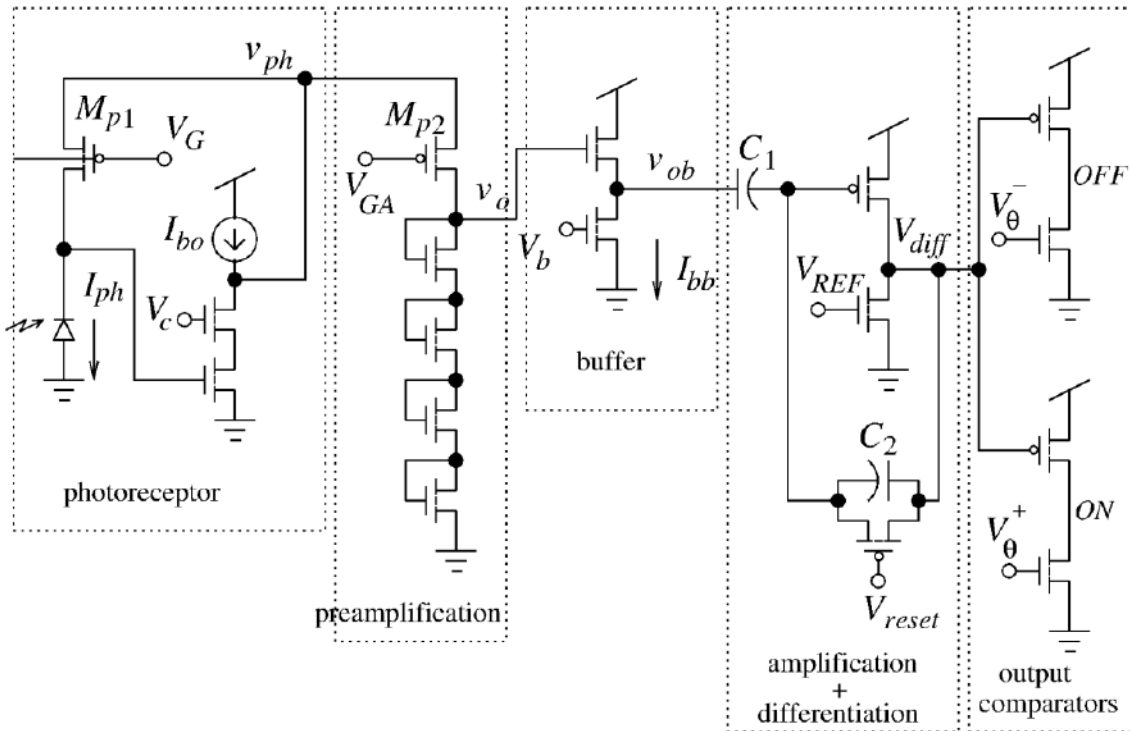 v_ph
M_p1
V_G
I_bo
I_ph
V_c
photoreceptor
M_p2
V_GA
v_o
preamplification
v_ob
V_b
I_bb
buffer
C_1
V_diff
V_REF
C_2
V_reset
amplification
+
differentiation
OFF
V_θ^-
ON
V_θ^+
output
comparators